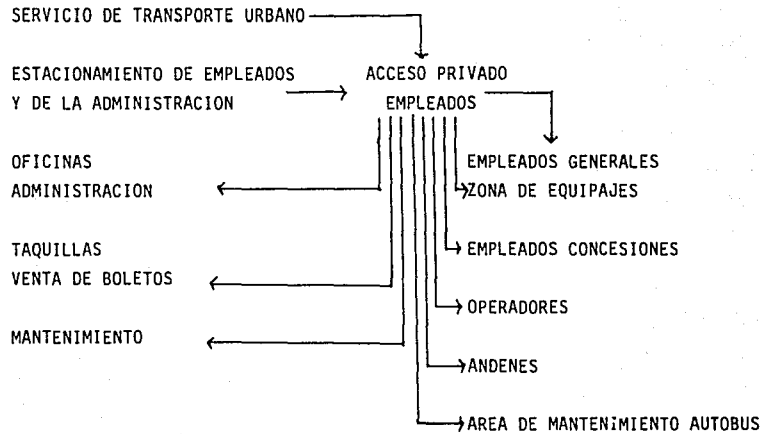 SERVICIO DE TRANSPORTE URBANO
ESTACIONAMIENTO DE EMPLEADOS
Y DE LA ADMINISTRACION
ACCESO PRIVADO
EMPLEADOS
OFICINAS
ADMINISTRACION
EMPLEADOS GENERALES
ZONA DE EQUIPAJES
TAQUILLAS
VENTA DE BOLETOS
EMPLEADOS CONCESIONES
OPERADORES
MANTENIMIENTO
ANDENES
AREA DE MANTENIMIENTO AUTOBUS